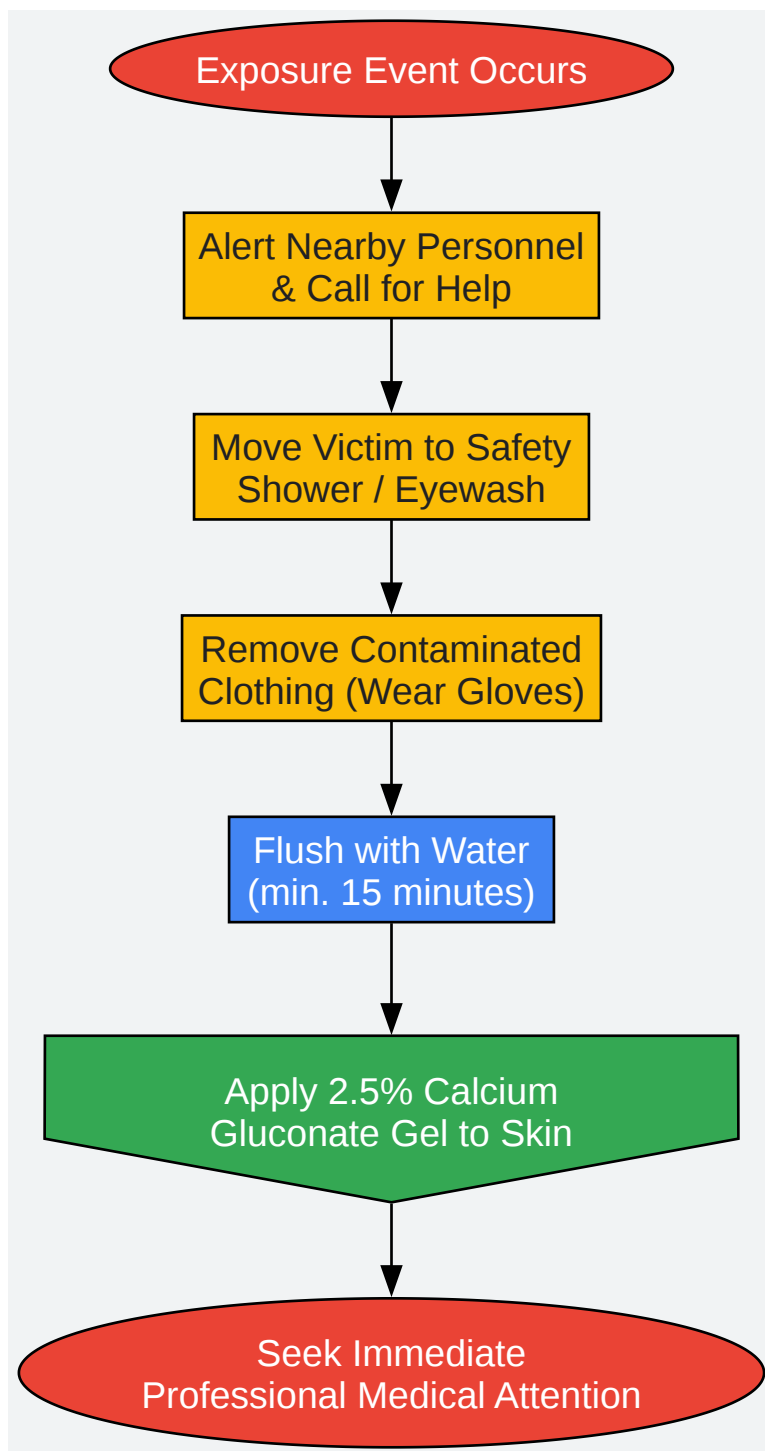 Exposure Event Occurs
Alert Nearby Personnel
& Call for Help
Move Victim to Safety
Shower / Eyewash
Remove Contaminated
Clothing (Wear Gloves)
Flush with Water
(min. 15 minutes)
Apply 2.5% Calcium
Gluconate Gel to Skin
Seek Immediate
Professional Medical Attention